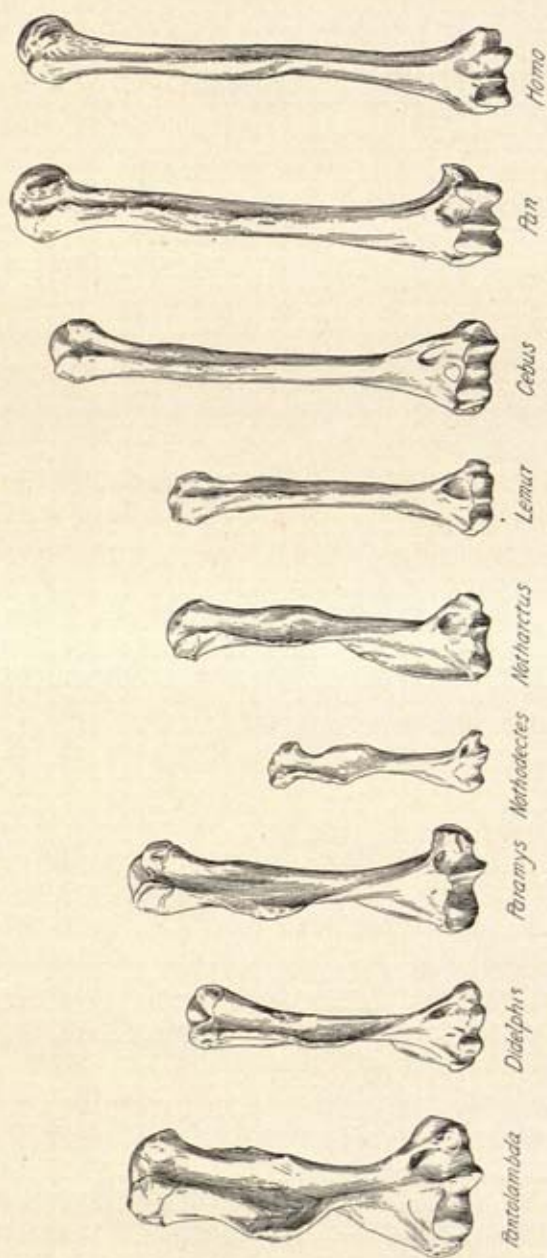 Pantolambda
Didelphis
Paramys
Nothodectes
Notharctus
Lemur
Cebus
Pan
Homo